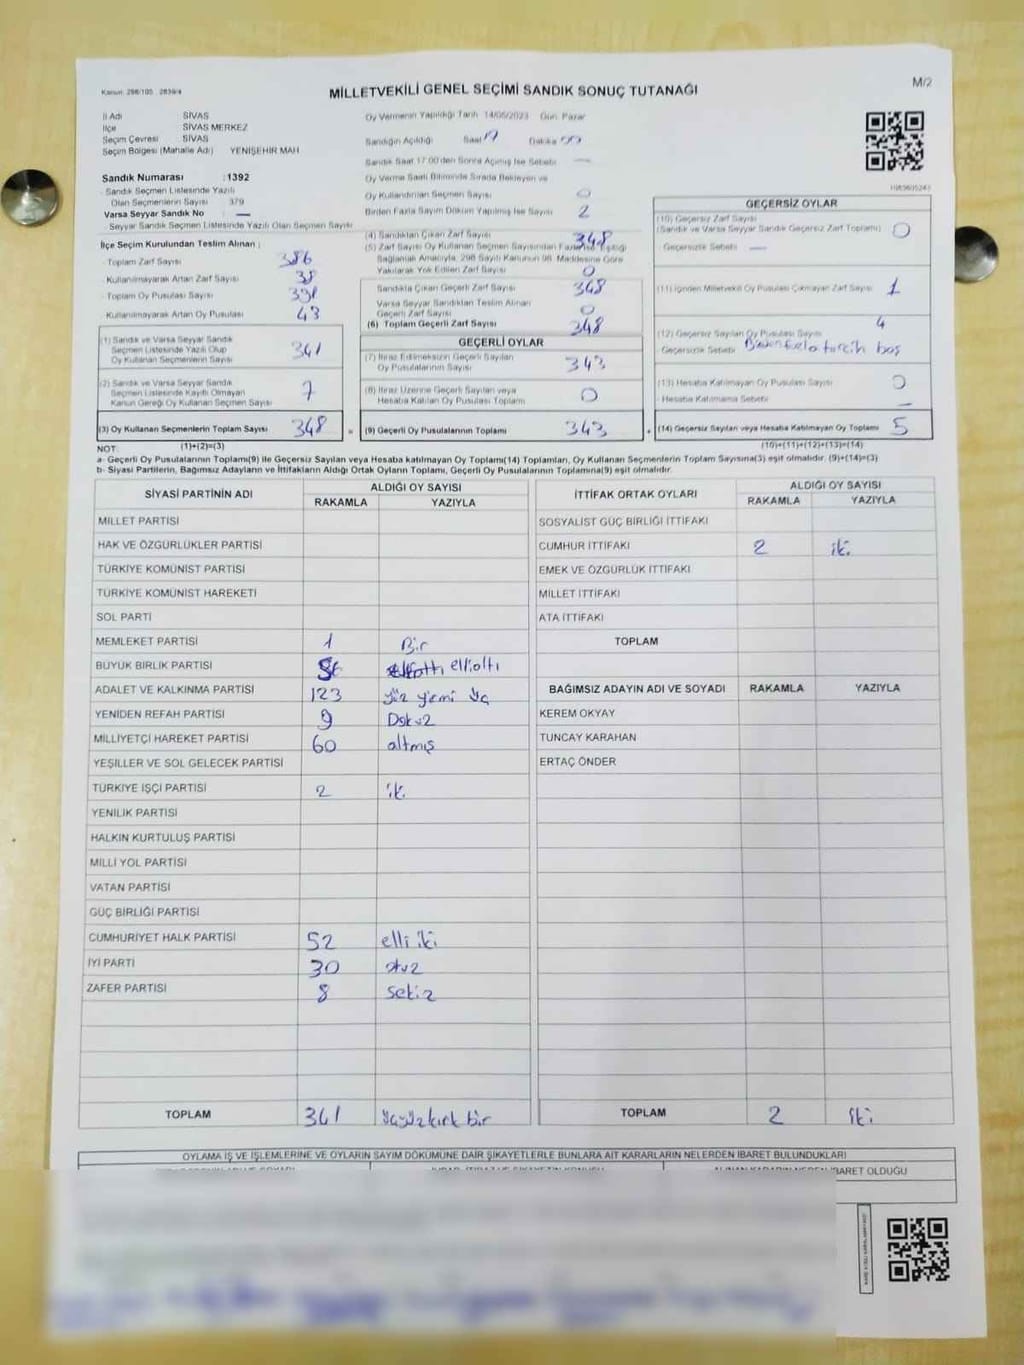 Kanun: 298/105 2839/4
MİLLETVEKİLİ GENEL SEÇİMİ SANDIK SONUÇ TUTANAĞI
M/2
İl Adı SİVAS
İlçe SİVAS MERKEZ
Seçim Çevresi SİVAS
Seçim Bölgesi (Mahalle Adı) YENİŞEHİR MAH
Sandık Numarası :1392
Sandık Seçmen Listesinde Yazılı
Olan Seçmenlerin Sayısı 379
Varsa Seyyar Sandık No —
Seyyar Sandık Seçmen Listesinde Yazılı Olan Seçmen Sayısı
İlçe Seçim Kurulundan Teslim Alınan ;
Toplam Zarf Sayısı 386
Kullanılmayarak Artan Zarf Sayısı 38
Toplam Oy Pusulası Sayısı 391
Kullanılmayarak Artan Oy Pusulası 43
(1) Sandık ve Varsa Seyyar Sandık
Seçmen Listesinde Yazılı Olup
Oy Kullanan Seçmenlerin Sayısı 341
(2) Sandık ve Varsa Seyyar Sandık
Seçmen Listesinde Kayıtlı Olmayan
Kanun Gereği Oy Kullanan Seçmen Sayısı 7
(3) Oy Kullanan Seçmenlerin Toplam Sayısı 348
(1)+(2)=(3)
Oy Vermenin Yapıldığı Tarih 14/05/2023 Gün Pazar
Sandığın Açıldığı Saat 17 Dakika 00
Sandık Saat 17:00'den Sonra Açılmış İse Sebebi —
Oy Verme Saati Bitiminde Sırada Bekleyen ve
Oy Kullandırılan Seçmen Sayısı 0
Birden Fazla Sayım Döküm Yapılmış İse Sayısı 2
(4) Sandıktan Çıkan Zarf Sayısı 348
(5) Zarf Sayısı Oy Kullanan Seçmen Sayısından Fazla İse Eşitliği
Sağlamak Amacıyla, 298 Sayılı Kanunun 98. Maddesine Göre
Yakılarak Yok Edilen Zarf Sayısı 0
Sandıkta Çıkan Geçerli Zarf Sayısı 348
Varsa Seyyar Sandıktan Teslim Alınan
Geçerli Zarf Sayısı 0
(6) Toplam Geçerli Zarf Sayısı 348
GEÇERLİ OYLAR
(7) İtiraz Edilmeksizin Geçerli Sayılan
Oy Pusulalarının Sayısı 343
(8) İtiraz Üzerine Geçerli Sayılan veya
Hesaba Katılan Oy Pusulası Toplamı 0
= (9) Geçerli Oy Pusulalarının Toplamı 343
GEÇERSİZ OYLAR
(10) Geçersiz Zarf Sayısı
(Sandık ve Varsa Seyyar Sandık Geçersiz Zarf Toplamı) 0
Geçersizlik Sebebi —
(11) İçinden Milletvekili Oy Pusulası Çıkmayan Zarf Sayısı 1
(12) Geçersiz Sayılan Oy Pusula Sayısı 4
Geçersizlik Sebebi Birden fazla tercih boş
(13) Hesaba Katılmayan Oy Pusulası Sayısı 0
Hesaba Katılmama Sebebi —
+ (14) Geçersiz Sayılan veya Hesaba Katılmayan Oy Toplamı 5
(10)+(11)+(12)+(13)=(14)
NOT:
a- Geçerli Oy Pusulalarının Toplamı(9) ile Geçersiz Sayılan veya Hesaba katılmayan Oy Toplamı(14) Toplamları, Oy Kullanan Seçmenlerin Toplam Sayısına(3) eşit olmalıdır. (9)+(14)=(3)
b- Siyasi Partilerin, Bağımsız Adayların ve İttifakların Aldığı Ortak Oyların Toplamı, Geçerli Oy Pusulalarının Toplamına(9) eşit olmalıdır.
SİYASİ PARTİNİN ADI ALDIĞI OY SAYISI
RAKAMLA YAZIYLA
MİLLET PARTİSİ
HAK VE ÖZGÜRLÜKLER PARTİSİ
TÜRKİYE KOMÜNİST PARTİSİ
TÜRKİYE KOMÜNİST HAREKETİ
SOL PARTİ
MEMLEKET PARTİSİ 1 Bir
BÜYÜK BİRLİK PARTİSİ 56 elli altı
ADALET VE KALKINMA PARTİSİ 123 yüz yirmi üç
YENİDEN REFAH PARTİSİ 9 Dokuz
MİLLİYETÇİ HAREKET PARTİSİ 60 altmış
YEŞİLLER VE SOL GELECEK PARTİSİ
TÜRKİYE İŞÇİ PARTİSİ 2 iki
YENİLİK PARTİSİ
HALKIN KURTULUŞ PARTİSİ
MİLLİ YOL PARTİSİ
VATAN PARTİSİ
GÜÇ BİRLİĞİ PARTİSİ
CUMHURİYET HALK PARTİSİ 52 elli iki
İYİ PARTİ 30 otuz
ZAFER PARTİSİ 8 sekiz
TOPLAM 341 üçyüzkırk bir
İTTİFAK ORTAK OYLARI ALDIĞI OY SAYISI
RAKAMLA YAZIYLA
SOSYALİST GÜÇ BİRLİĞİ İTTİFAKI
CUMHUR İTTİFAKI 2 iki
EMEK VE ÖZGÜRLÜK İTTİFAKI
MİLLET İTTİFAKI
ATA İTTİFAKI
TOPLAM
BAĞIMSIZ ADAYIN ADI VE SOYADI RAKAMLA YAZIYLA
KEREM OKYAY
TUNCAY KARAHAN
ERTAÇ ÖNDER
TOPLAM 2 iki
OYLAMA İŞ VE İŞLEMLERİNE VE OYLARIN SAYIM DÖKÜMÜNE DAİR ŞİKAYETLERLE BUNLARA AİT KARARLARIN NELERDEN İBARET BULUNDUKLARI
İBARET OLDUĞU